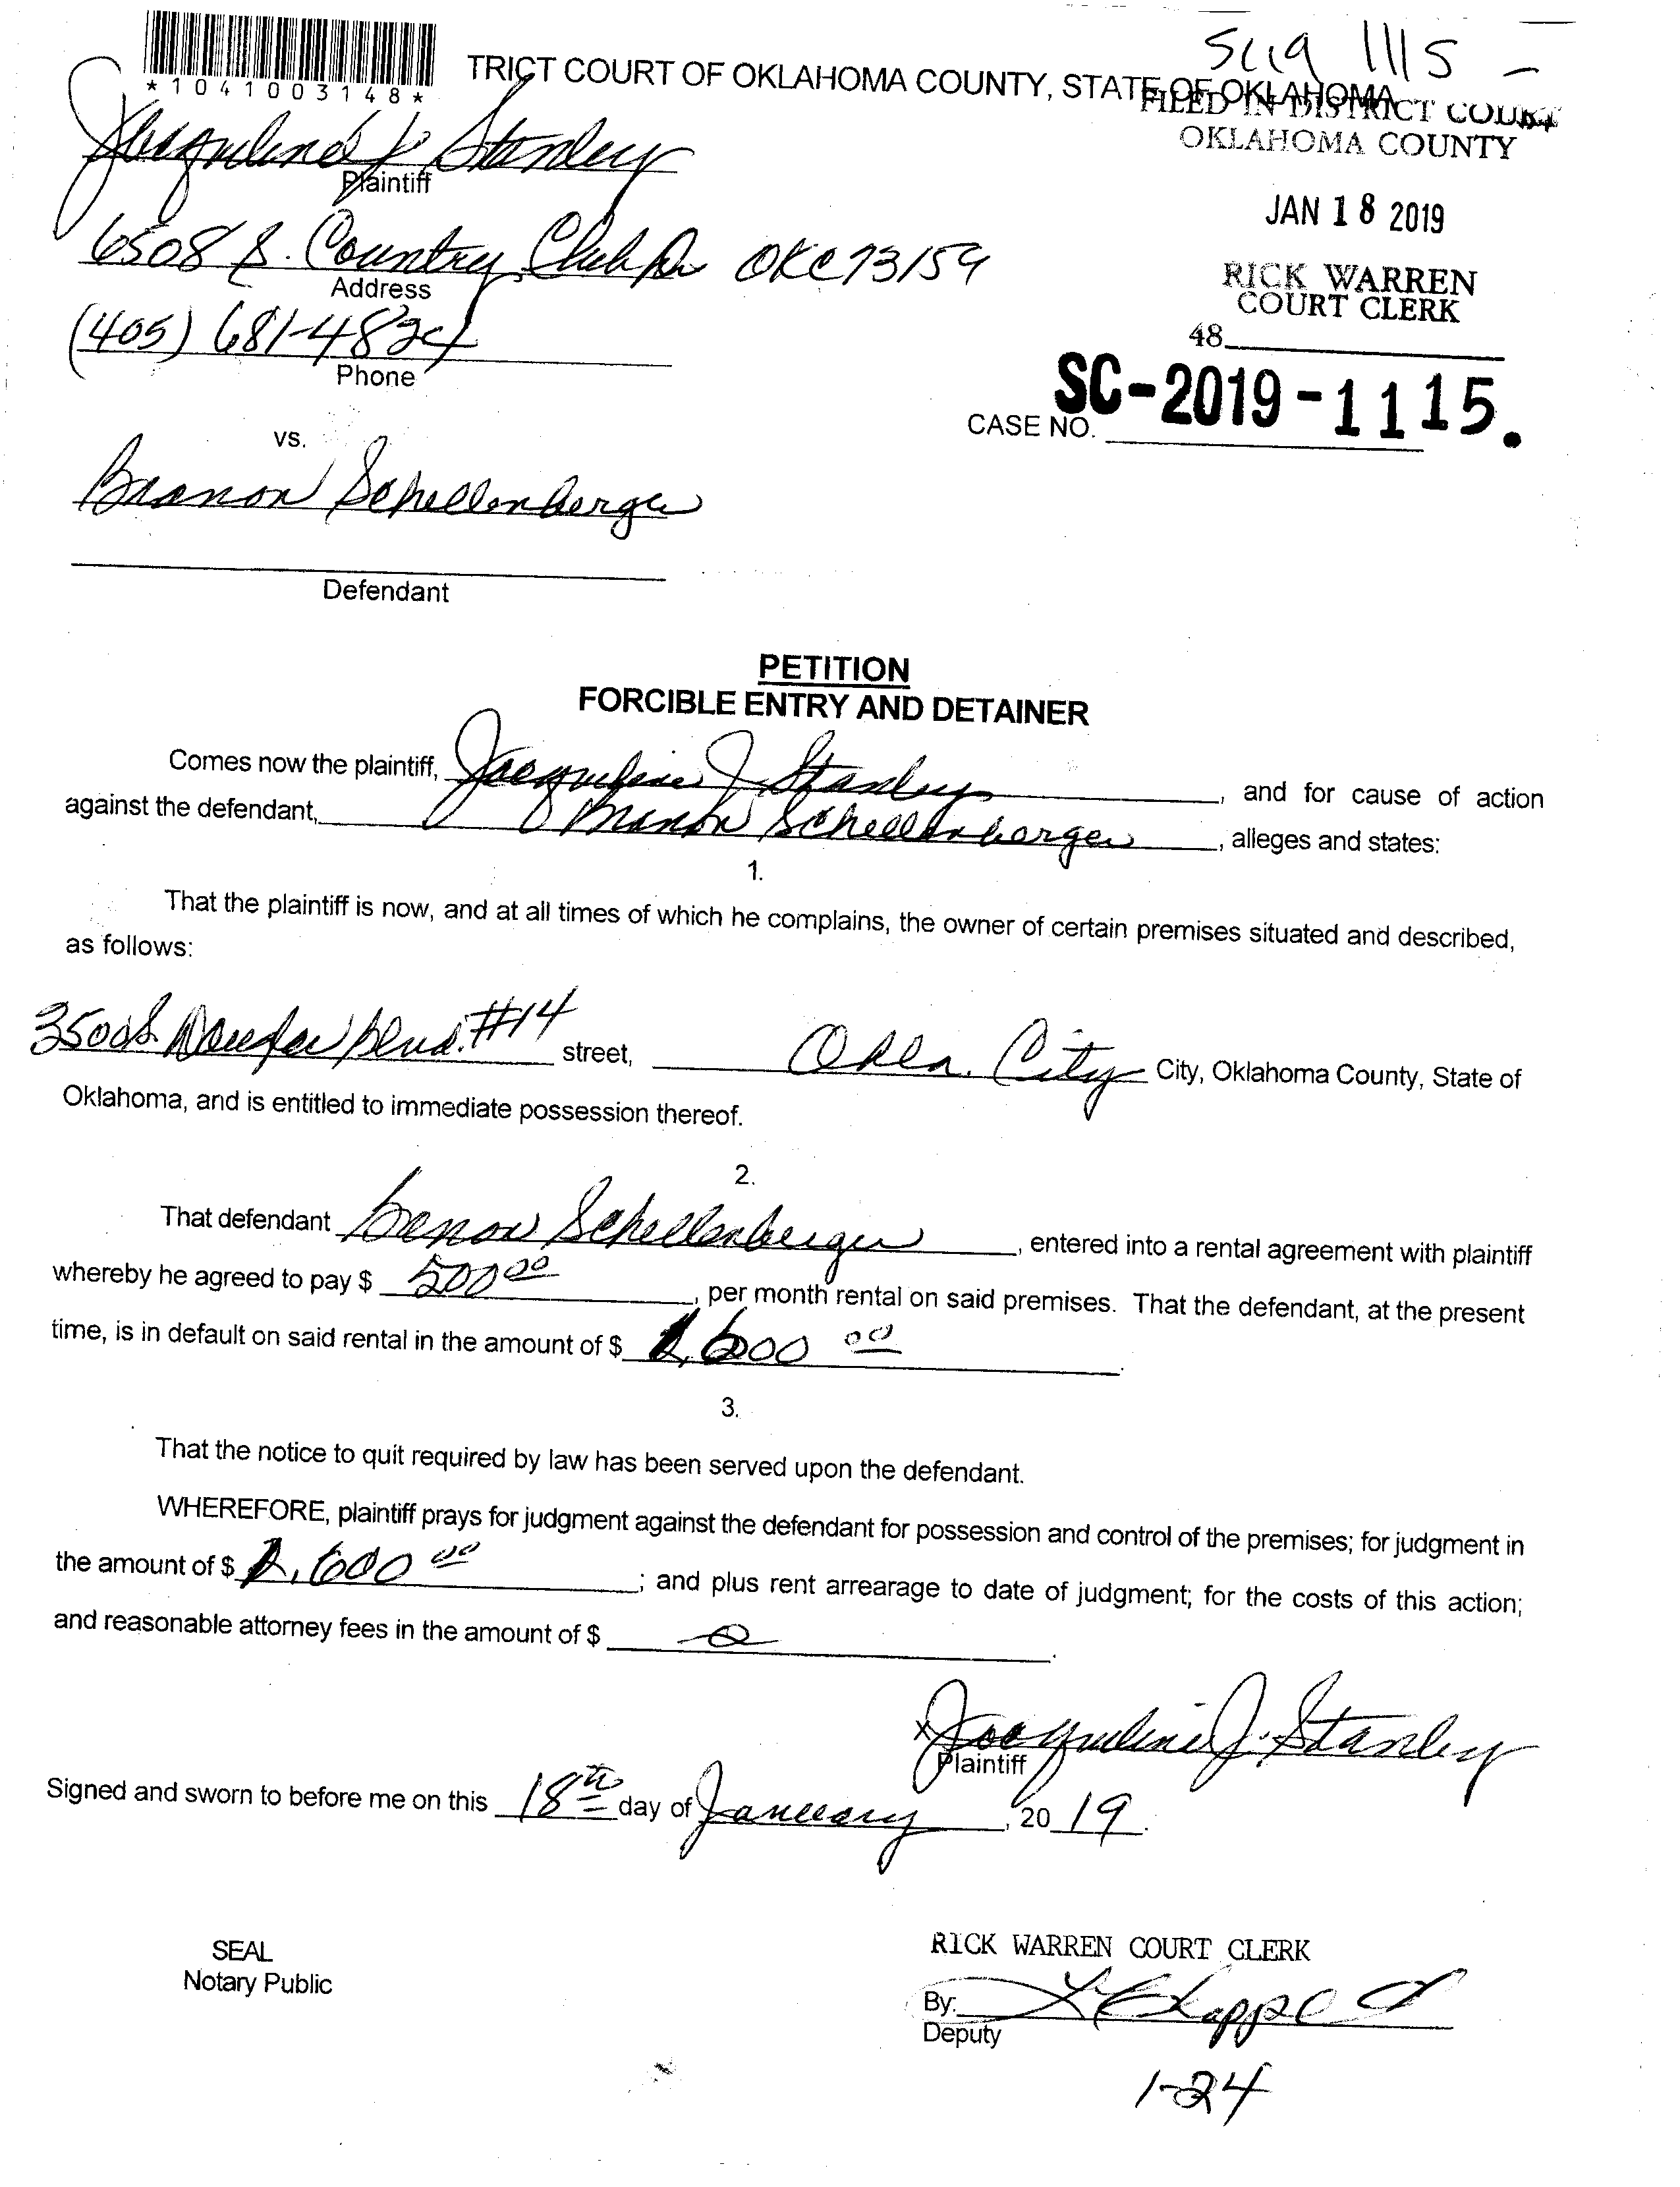 *1041003148*
TRICT COURT OF OKLAHOMA COUNTY, STATE OF OKLAHOMA
SC19 1115 -
FILED IN DISTRICT COURT
OKLAHOMA COUNTY
JAN 18 2019
RICK WARREN
COURT CLERK
48
Jacqueline J. Stanley
Plaintiff
6508 S. Country Club Dr OKC 73159
Address
(405) 681-4824
Phone
CASE NO. SC-2019-1115.
vs.
Branon Schellenberger
Defendant
PETITION
FORCIBLE ENTRY AND DETAINER
Comes now the plaintiff, Jacqueline J. Stanley, and for cause of action
against the defendant, Branon Schellenberger, alleges and states:
1.
That the plaintiff is now, and at all times of which he complains, the owner of certain premises situated and described,
as follows:
3500 S. Blvd. #14 street, Okla. City City, Oklahoma County, State of
Oklahoma, and is entitled to immediate possession thereof.
2.
That defendant Branon Schellenberger, entered into a rental agreement with plaintiff
whereby he agreed to pay $ 500 00, per month rental on said premises. That the defendant, at the present
time, is in default on said rental in the amount of $ 00.
3.
That the notice to quit required by law has been served upon the defendant.
WHEREFORE, plaintiff prays for judgment against the defendant for possession and control of the premises; for judgment in
the amount of $ 00; and plus rent arrearage to date of judgment; for the costs of this action;
and reasonable attorney fees in the amount of $ -0-.
x Jacqueline J. Stanley
Plaintiff
Signed and sworn to before me on this 18th day of January, 2019.
SEAL
Notary Public
RICK WARREN COURT CLERK
By:
Deputy
1-24